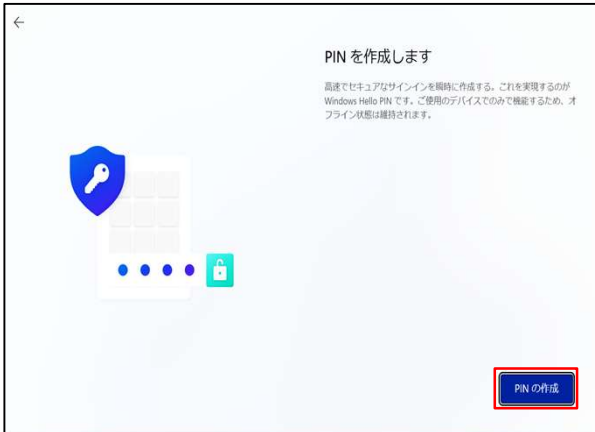 PIN を作成します
高速でセキュアなサインインを瞬時に作成する。これを実現するのが
Windows Hello PIN です。ご使用のデバイスでのみで機能するため、オ
フライン状態は維持されます。
PIN の作成